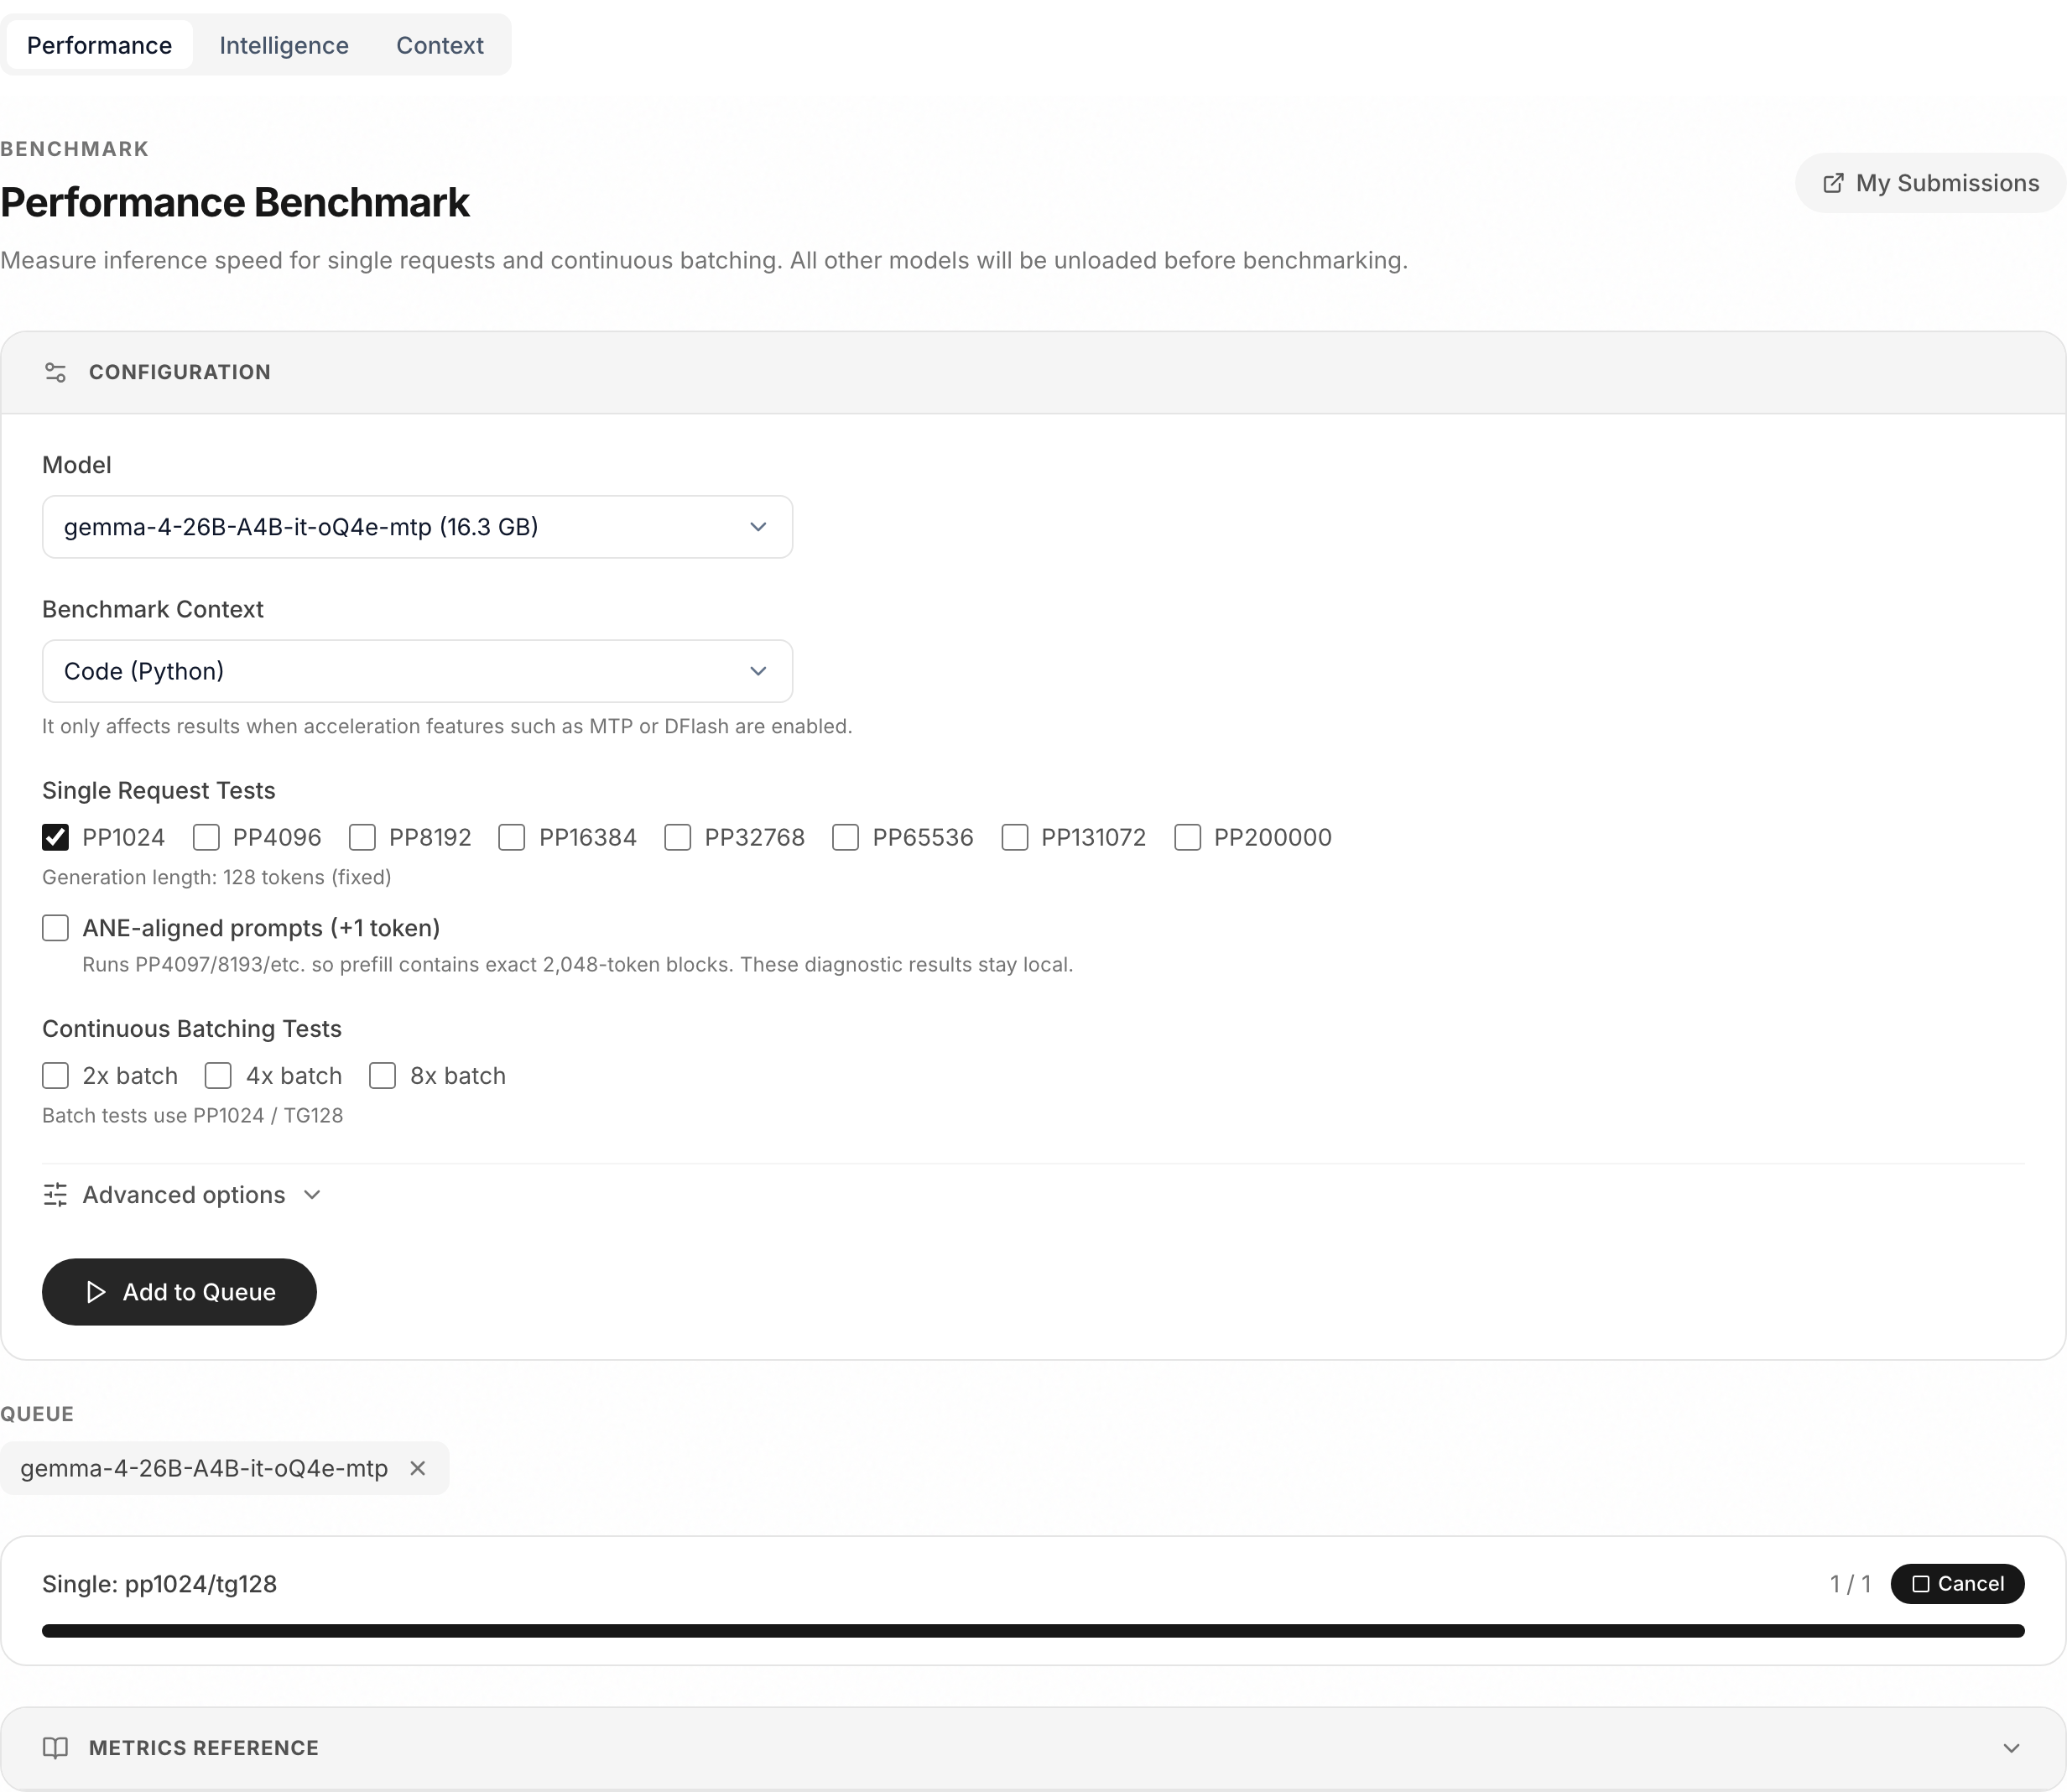 Performance Intelligence Context
BENCHMARK
Performance Benchmark
My Submissions
Measure inference speed for single requests and continuous batching. All other models will be unloaded before benchmarking.
CONFIGURATION
Model
gemma-4-26B-A4B-it-oQ4e-mtp (16.3 GB)
Benchmark Context
Code (Python)
It only affects results when acceleration features such as MTP or DFlash are enabled.
Single Request Tests
PP1024 PP4096 PP8192 PP16384 PP32768 PP65536 PP131072 PP200000
Generation length: 128 tokens (fixed)
ANE-aligned prompts (+1 token)
Runs PP4097/8193/etc. so prefill contains exact 2,048-token blocks. These diagnostic results stay local.
Continuous Batching Tests
2x batch 4x batch 8x batch
Batch tests use PP1024 / TG128
Advanced options
Add to Queue
QUEUE
gemma-4-26B-A4B-it-oQ4e-mtp
Single: pp1024/tg128 1 / 1 Cancel
METRICS REFERENCE